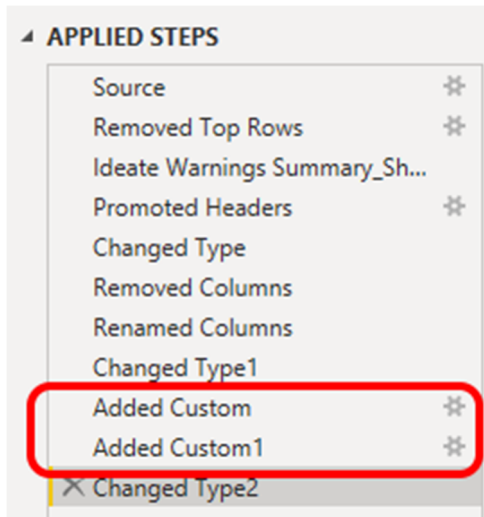 APPLIED STEPS
Source
Removed Top Rows
Ideate Warnings Summary_Sh...
Promoted Headers
Changed Type
Removed Columns
Renamed Columns
Changed Type1
Added Custom
Added Custom1
Changed Type2